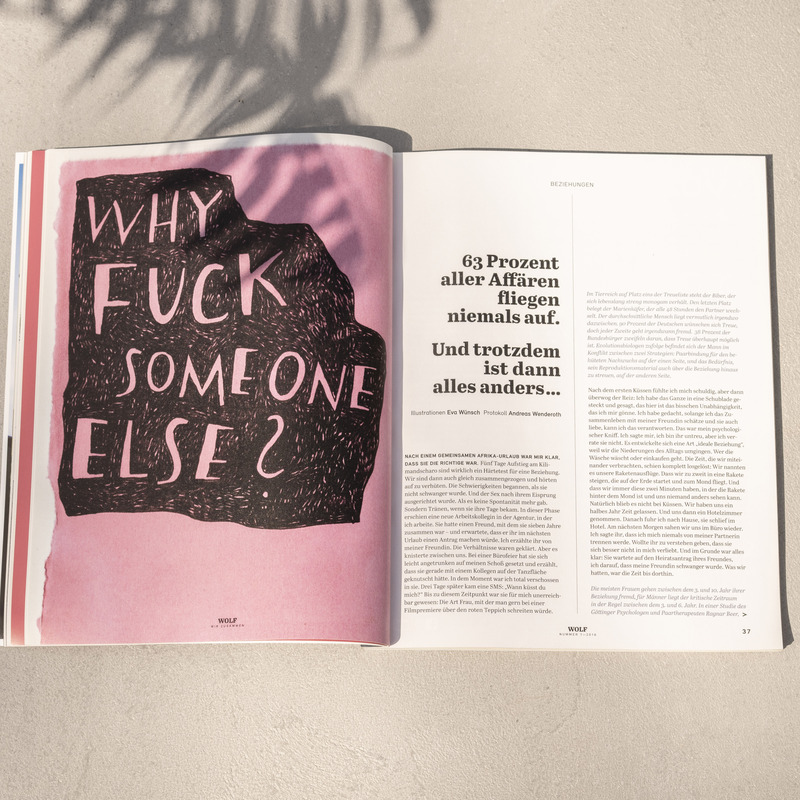 WHY
FUCK
SOMEONE
ELSE?
WOLF
BEZIEHUNGEN
63 Prozent
aller Affären
fliegen
niemals auf.
Und trotzdem
ist dann
alles anders...
Illustrationen Eva Wünsch Protokoll Andreas Wenderoth
NACH EINEM GEMEINSAMEN AFRIKA-URLAUB WAR MIR KLAR,
DASS SIE DIE RICHTIGE WAR. Fünf Tage Aufstieg am Kili-
mandscharo sind wirklich ein Härtetest für eine Beziehung.
Wir sind dann auch gleich zusammengezogen und hörten
auf zu verhüten. Die Schwierigkeiten begannen, als sie
nicht schwanger wurde. Und der Sex nach ihrem Eisprung
ausgerichtet wurde. Als es keine Spontanität mehr gab.
Sondern Tränen, wenn sie ihre Tage bekam. In dieser Phase
erschien eine neue Arbeitskollegin in der Agentur, in der
ich arbeite. Sie hatte einen Freund, mit dem sie sieben Jahre
zusammen war – und erwartete, dass er ihr im nächsten
Urlaub einen Antrag machen würde. Ich erzählte ihr von
meiner Freundin. Die Verhältnisse waren geklärt. Aber es
knisterte zwischen uns. Bei einer Bürofeier hat sie sich
leicht angetrunken auf meinen Schoß gesetzt und erzählt,
dass sie gerade mit einem Kollegen auf der Tanzfläche
geknutscht hätte. In dem Moment war ich total verschossen
in sie. Drei Tage später kam eine SMS: „Wann küsst du
mich?" Bis zu diesem Zeitpunkt war sie für mich unerreich-
bar gewesen: Die Art Frau, mit der man gern bei einer
Filmpremiere über den roten Teppich schreiten würde.
Im Tierreich auf Platz eins der Treueliste steht der Biber, der
sich lebenslang streng monogam verhält. Den letzten Platz
belegt der Marienkäfer, der alle 48 Stunden den Partner wech-
selt. Der durchschnittliche Mensch liegt vermutlich irgendwo
dazwischen. 90 Prozent der Deutschen wünschen sich Treue,
doch jeder Zweite geht irgendwann fremd. 50 Prozent der
Bundesbürger zweifeln daran, dass Treue überhaupt möglich
ist. Evolutionsbiologen zufolge befindet sich der Mann im
Konflikt zwischen zwei Strategien: Paarbindung für den be-
hüteten Nachwuchs auf der einen Seite, und das Bedürfnis,
sein Reproduktionsmaterial auch über die Beziehung hinaus
zu streuen, auf der anderen Seite.
Nach dem ersten Küssen fühlte ich mich schuldig, aber dann
überwog der Reiz: Ich habe das Ganze in eine Schublade ge-
steckt und gesagt, das hier ist das bisschen Unabhängigkeit,
das ich mir gönne. Ich habe gedacht, solange ich das Zu-
sammenleben mit meiner Freundin schätze und sie auch
liebe, kann ich das verantworten. Das war mein psychologi-
scher Kniff. Ich sagte mir, ich bin ihr untreu, aber ich ver-
rate sie nicht. Es entwickelte sich eine Art „ideale Beziehung",
weil wir die Niederungen des Alltags umgingen. Wer die
Wäsche wäscht oder einkaufen geht. Die Zeit, die wir mitei-
nander verbrachten, schien komplett losgelöst: Wir nannten
es unsere Raketenausflüge. Dass wir zu zweit in eine Rakete
steigen, die auf der Erde startet und zum Mond fliegt. Und
dass wir immer diese zwei Minuten haben, in der die Rakete
hinter dem Mond ist und uns niemand anders sehen kann.
Natürlich blieb es nicht bei Küssen. Wir haben uns ein
halbes Jahr Zeit gelassen. Und uns dann ein Hotelzimmer
genommen. Danach fuhr ich nach Hause, sie schlief im
Hotel. Am nächsten Morgen sahen wir uns im Büro wieder.
Ich sagte ihr, dass ich mich niemals von meiner Partnerin
trennen werde. Wollte ihr zu verstehen geben, dass sie
sich besser nicht in mich verliebt. Und im Grunde war alles
klar: Sie wartete auf den Heiratsantrag ihres Freundes,
ich darauf, dass meine Freundin schwanger wurde. Was wir
hatten, war die Zeit bis dorthin.
Die meisten Frauen gehen zwischen dem 5. und 10. Jahr ihrer
Beziehung fremd, für Männer liegt der kritische Zeitraum
in der Regel zwischen dem 3. und 6. Jahr. In einer Studie des
Göttinger Psychologen und Paartherapeuten Ragnar Beer, >
WOLF
37